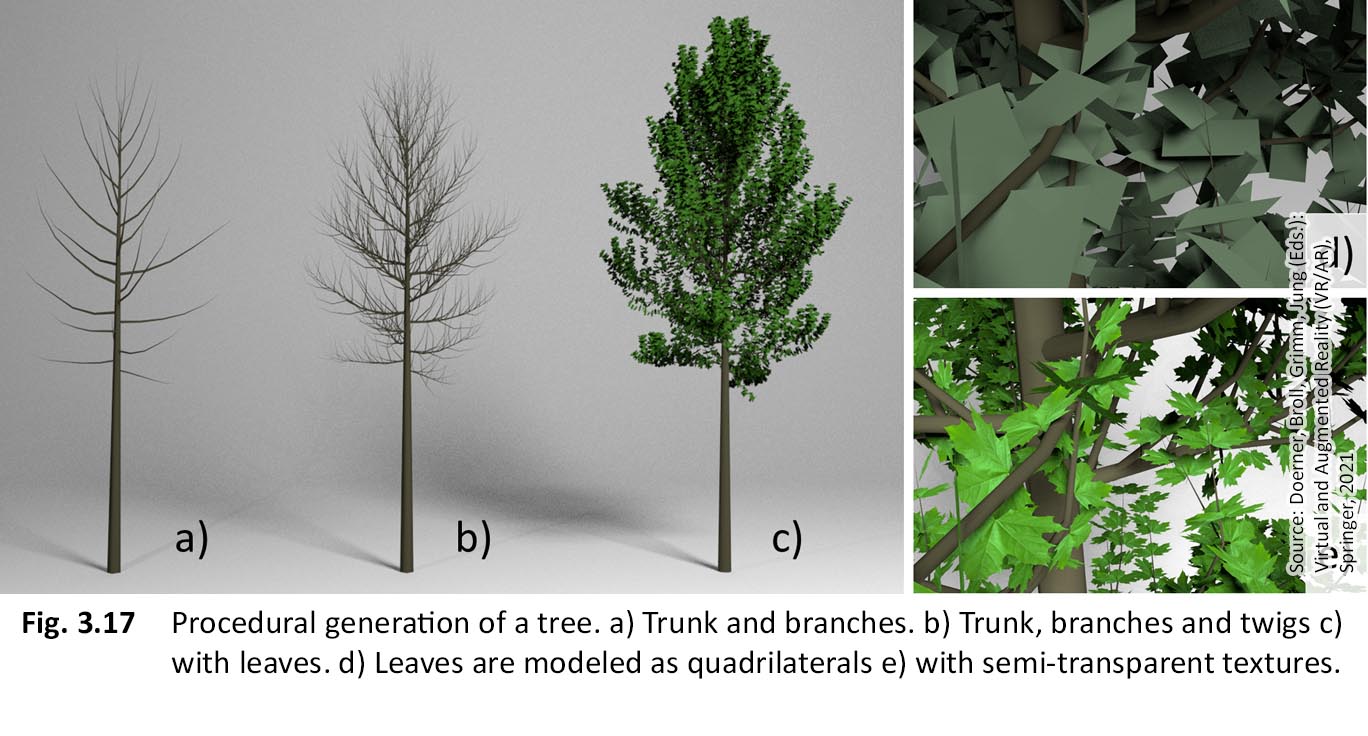 a)
b)
c)
d)
Source: Doerner, Broll, Grimm, Jung (Eds.):
Virtual and Augmented Reality (VR/AR),
Springer, 2021
Fig. 3.17 Procedural generation of a tree. a) Trunk and branches. b) Trunk, branches and twigs c)
with leaves. d) Leaves are modeled as quadrilaterals e) with semi-transparent textures.